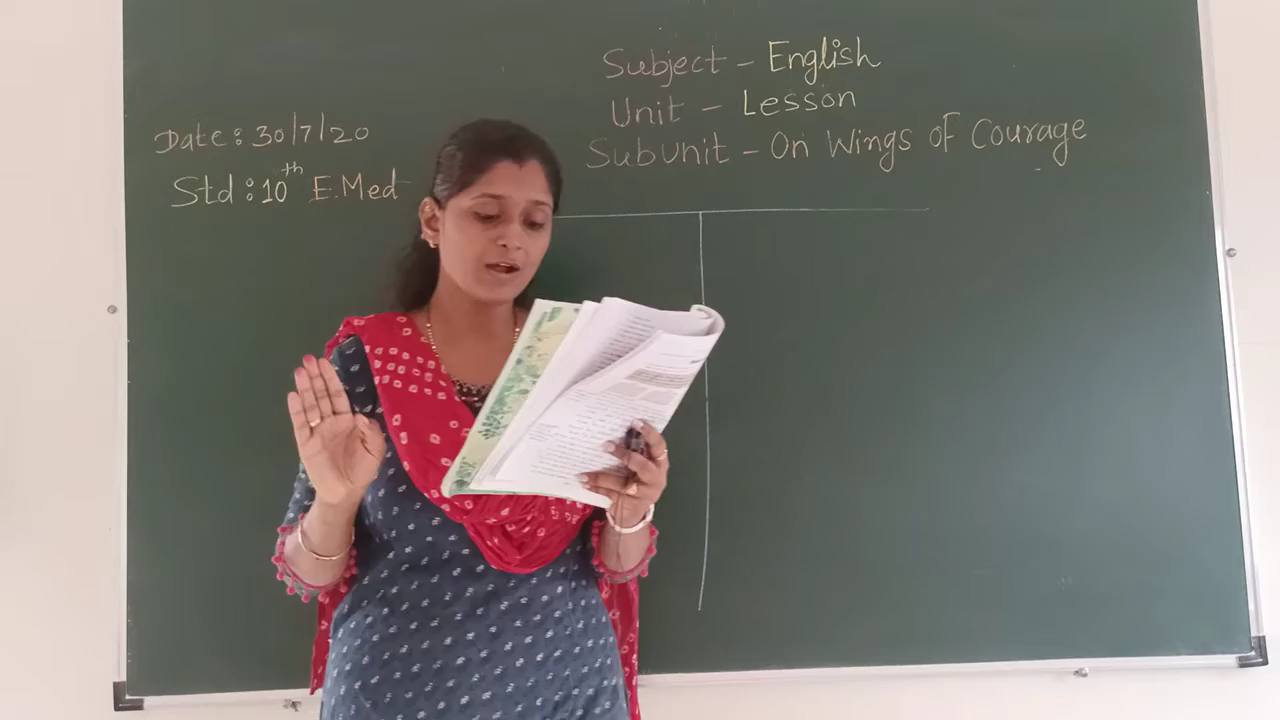 Subject - English
Unit - Lesson
Subunit - On Wings of Courage
Date : 30/7/20
Std : 10th E.Med